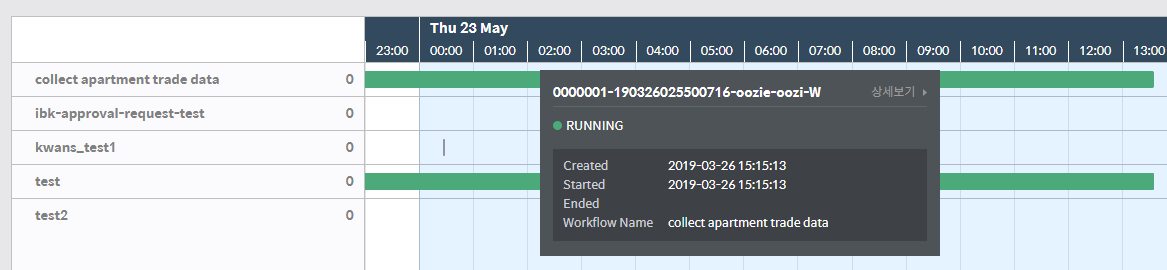 Thu 23 May
23:00 00:00 01:00 02:00 03:00 04:00 05:00 06:00 07:00 08:00 09:00 10:00 11:00 12:00 13:00
collect apartment trade data 0
ibk-approval-request-test 0
kwans_test1 0
test 0
test2 0
0000001-190326025500716-oozie-oozi-W 상세보기
RUNNING
Created 2019-03-26 15:15:13
Started 2019-03-26 15:15:13
Ended
Workflow Name collect apartment trade data